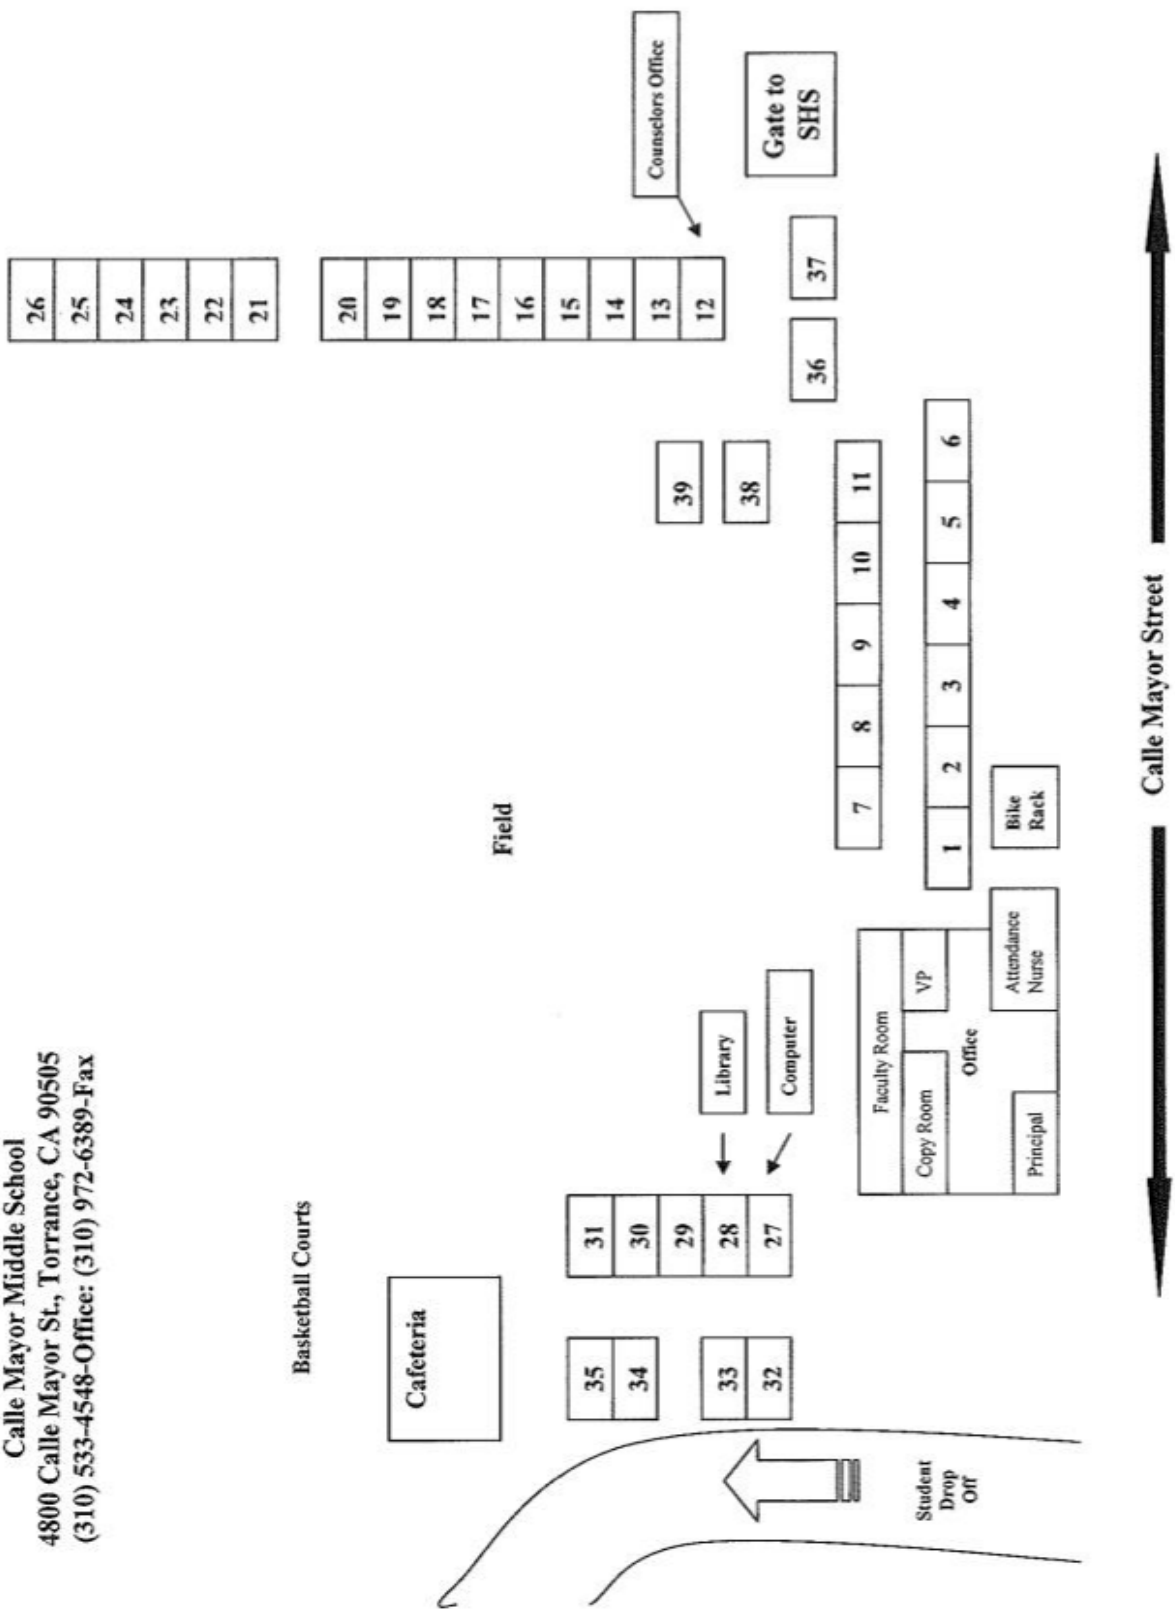 Calle Mayor Middle School
4800 Calle Mayor St., Torrance, CA 90505
(310) 533-4548-Office: (310) 972-6389-Fax
26
25
24
23
22
21
20
19
18
17
16
15
14
13
12
Counselors Office
Gate to
SHS
37
36
39
38
7 8 9 10 11
1 2 3 4 5 6
Bike
Rack
Field
Basketball Courts
Cafeteria
35
34
33
32
31
30
29
28
27
Library
Computer
Faculty Room
Copy Room
VP
Office
Attendance
Nurse
Principal
Student
Drop
Off
Calle Mayor Street